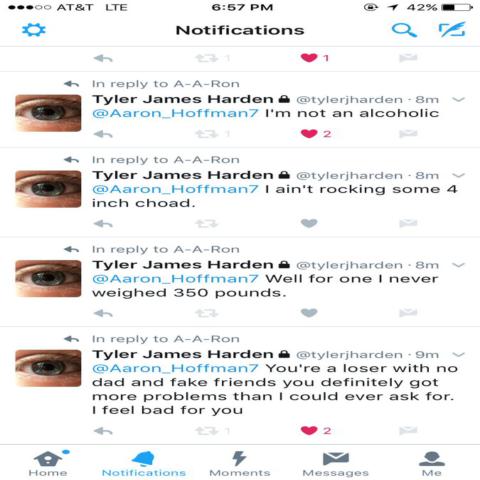 AT&T LTE 6:57 PM 42%
Notifications
1 1
In reply to A-A-Ron
Tyler James Harden @tylerjharden · 8m
@Aaron_Hoffman7 I'm not an alcoholic
1 2
In reply to A-A-Ron
Tyler James Harden @tylerjharden · 8m
@Aaron_Hoffman7 I ain't rocking some 4
inch choad.
In reply to A-A-Ron
Tyler James Harden @tylerjharden · 8m
@Aaron_Hoffman7 Well for one I never
weighed 350 pounds.
In reply to A-A-Ron
Tyler James Harden @tylerjharden · 9m
@Aaron_Hoffman7 You're a loser with no
dad and fake friends you definitely got
more problems than I could ever ask for.
I feel bad for you
1 2
Home Notifications Moments Messages Me